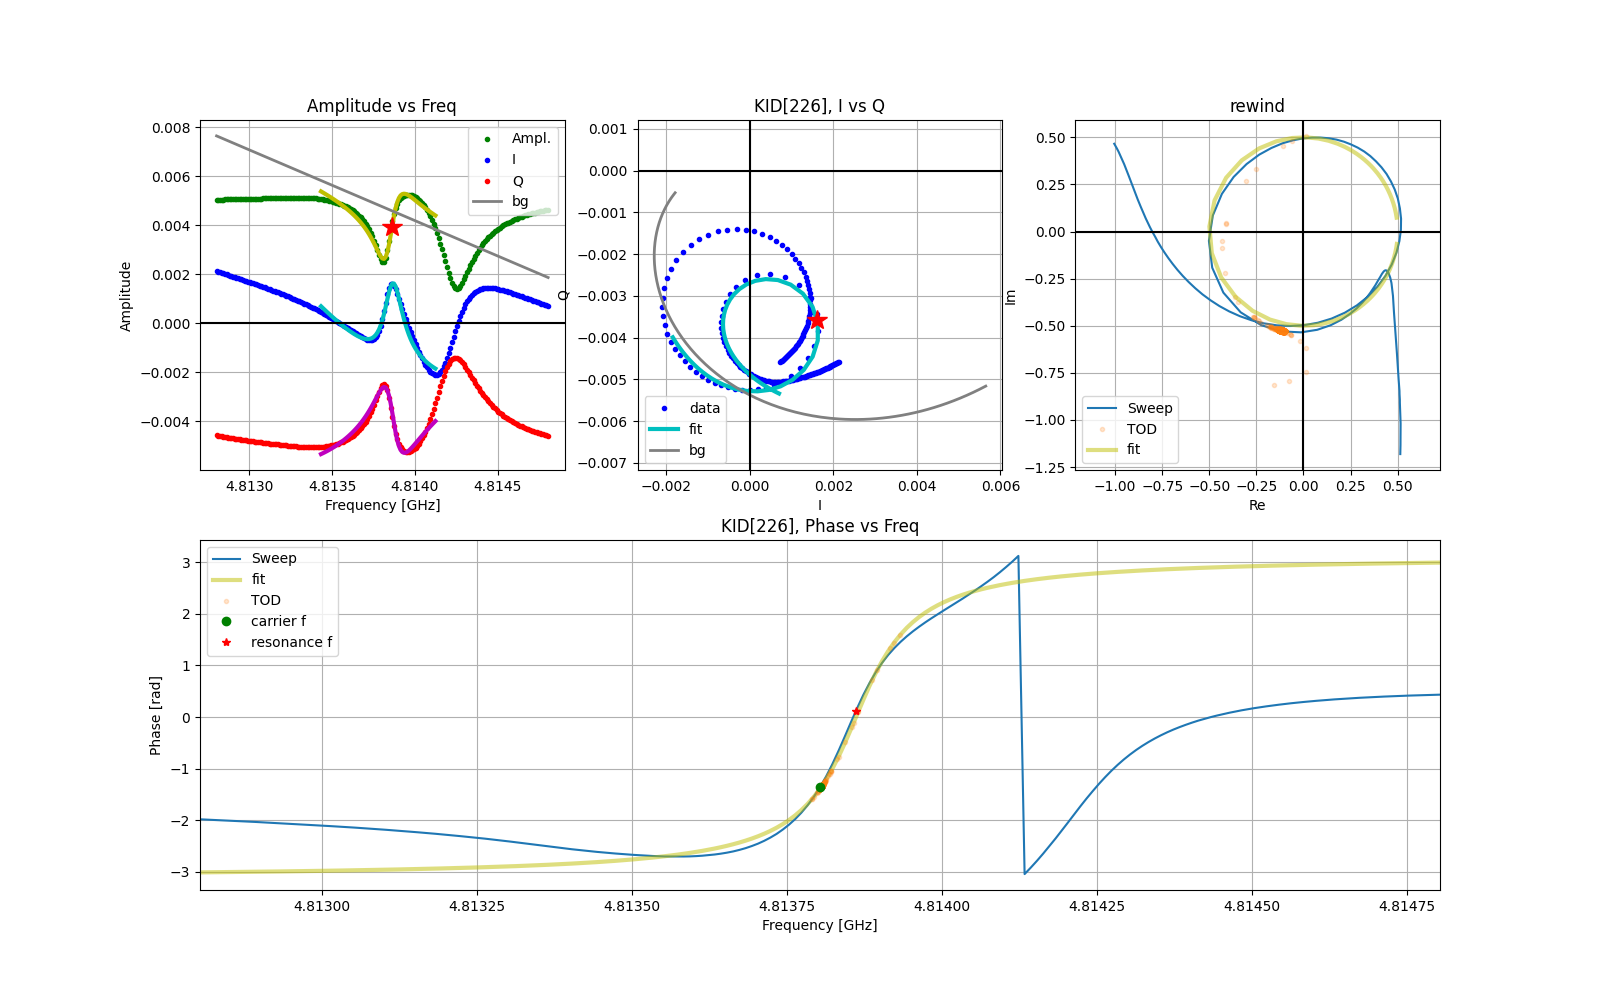 Amplitude vs Freq
Amplitude
0.008
0.006
0.004
0.002
0.000
−0.002
−0.004
4.8130 4.8135 4.8140 4.8145
Frequency [GHz]
Ampl.
I
Q
bg
KID[226], I vs Q
Q
0.001
0.000
−0.001
−0.002
−0.003
−0.004
−0.005
−0.006
−0.007
−0.002 0.000 0.002 0.004 0.006
I
data
fit
bg
rewind
Im
0.50
0.25
0.00
−0.25
−0.50
−0.75
−1.00
−1.25
−1.00 −0.75 −0.50 −0.25 0.00 0.25 0.50
Re
Sweep
TOD
fit
KID[226], Phase vs Freq
Phase [rad]
3
2
1
0
−1
−2
−3
4.81300 4.81325 4.81350 4.81375 4.81400 4.81425 4.81450 4.81475
Frequency [GHz]
Sweep
fit
TOD
carrier f
resonance f